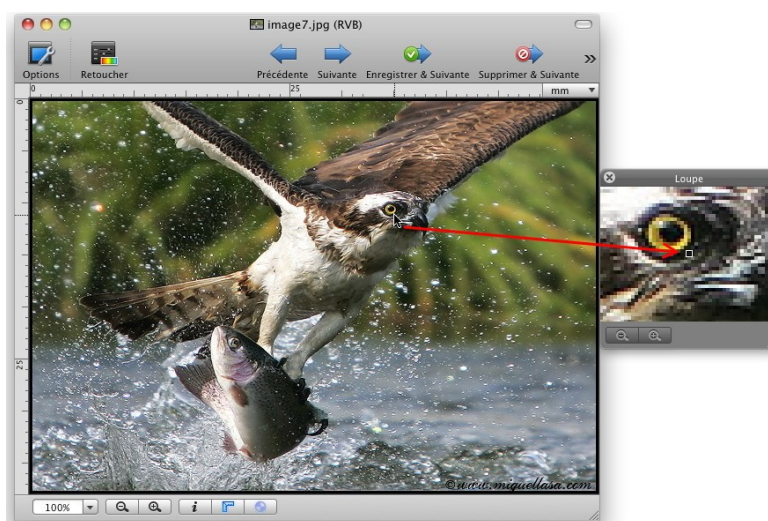 image7.jpg (RVB)
Options Retoucher Précédente Suivante Enregistrer & Suivante Supprimer & Suivante »
0 25 mm
0
Loupe
25
©www.miguellasa.com
100% i